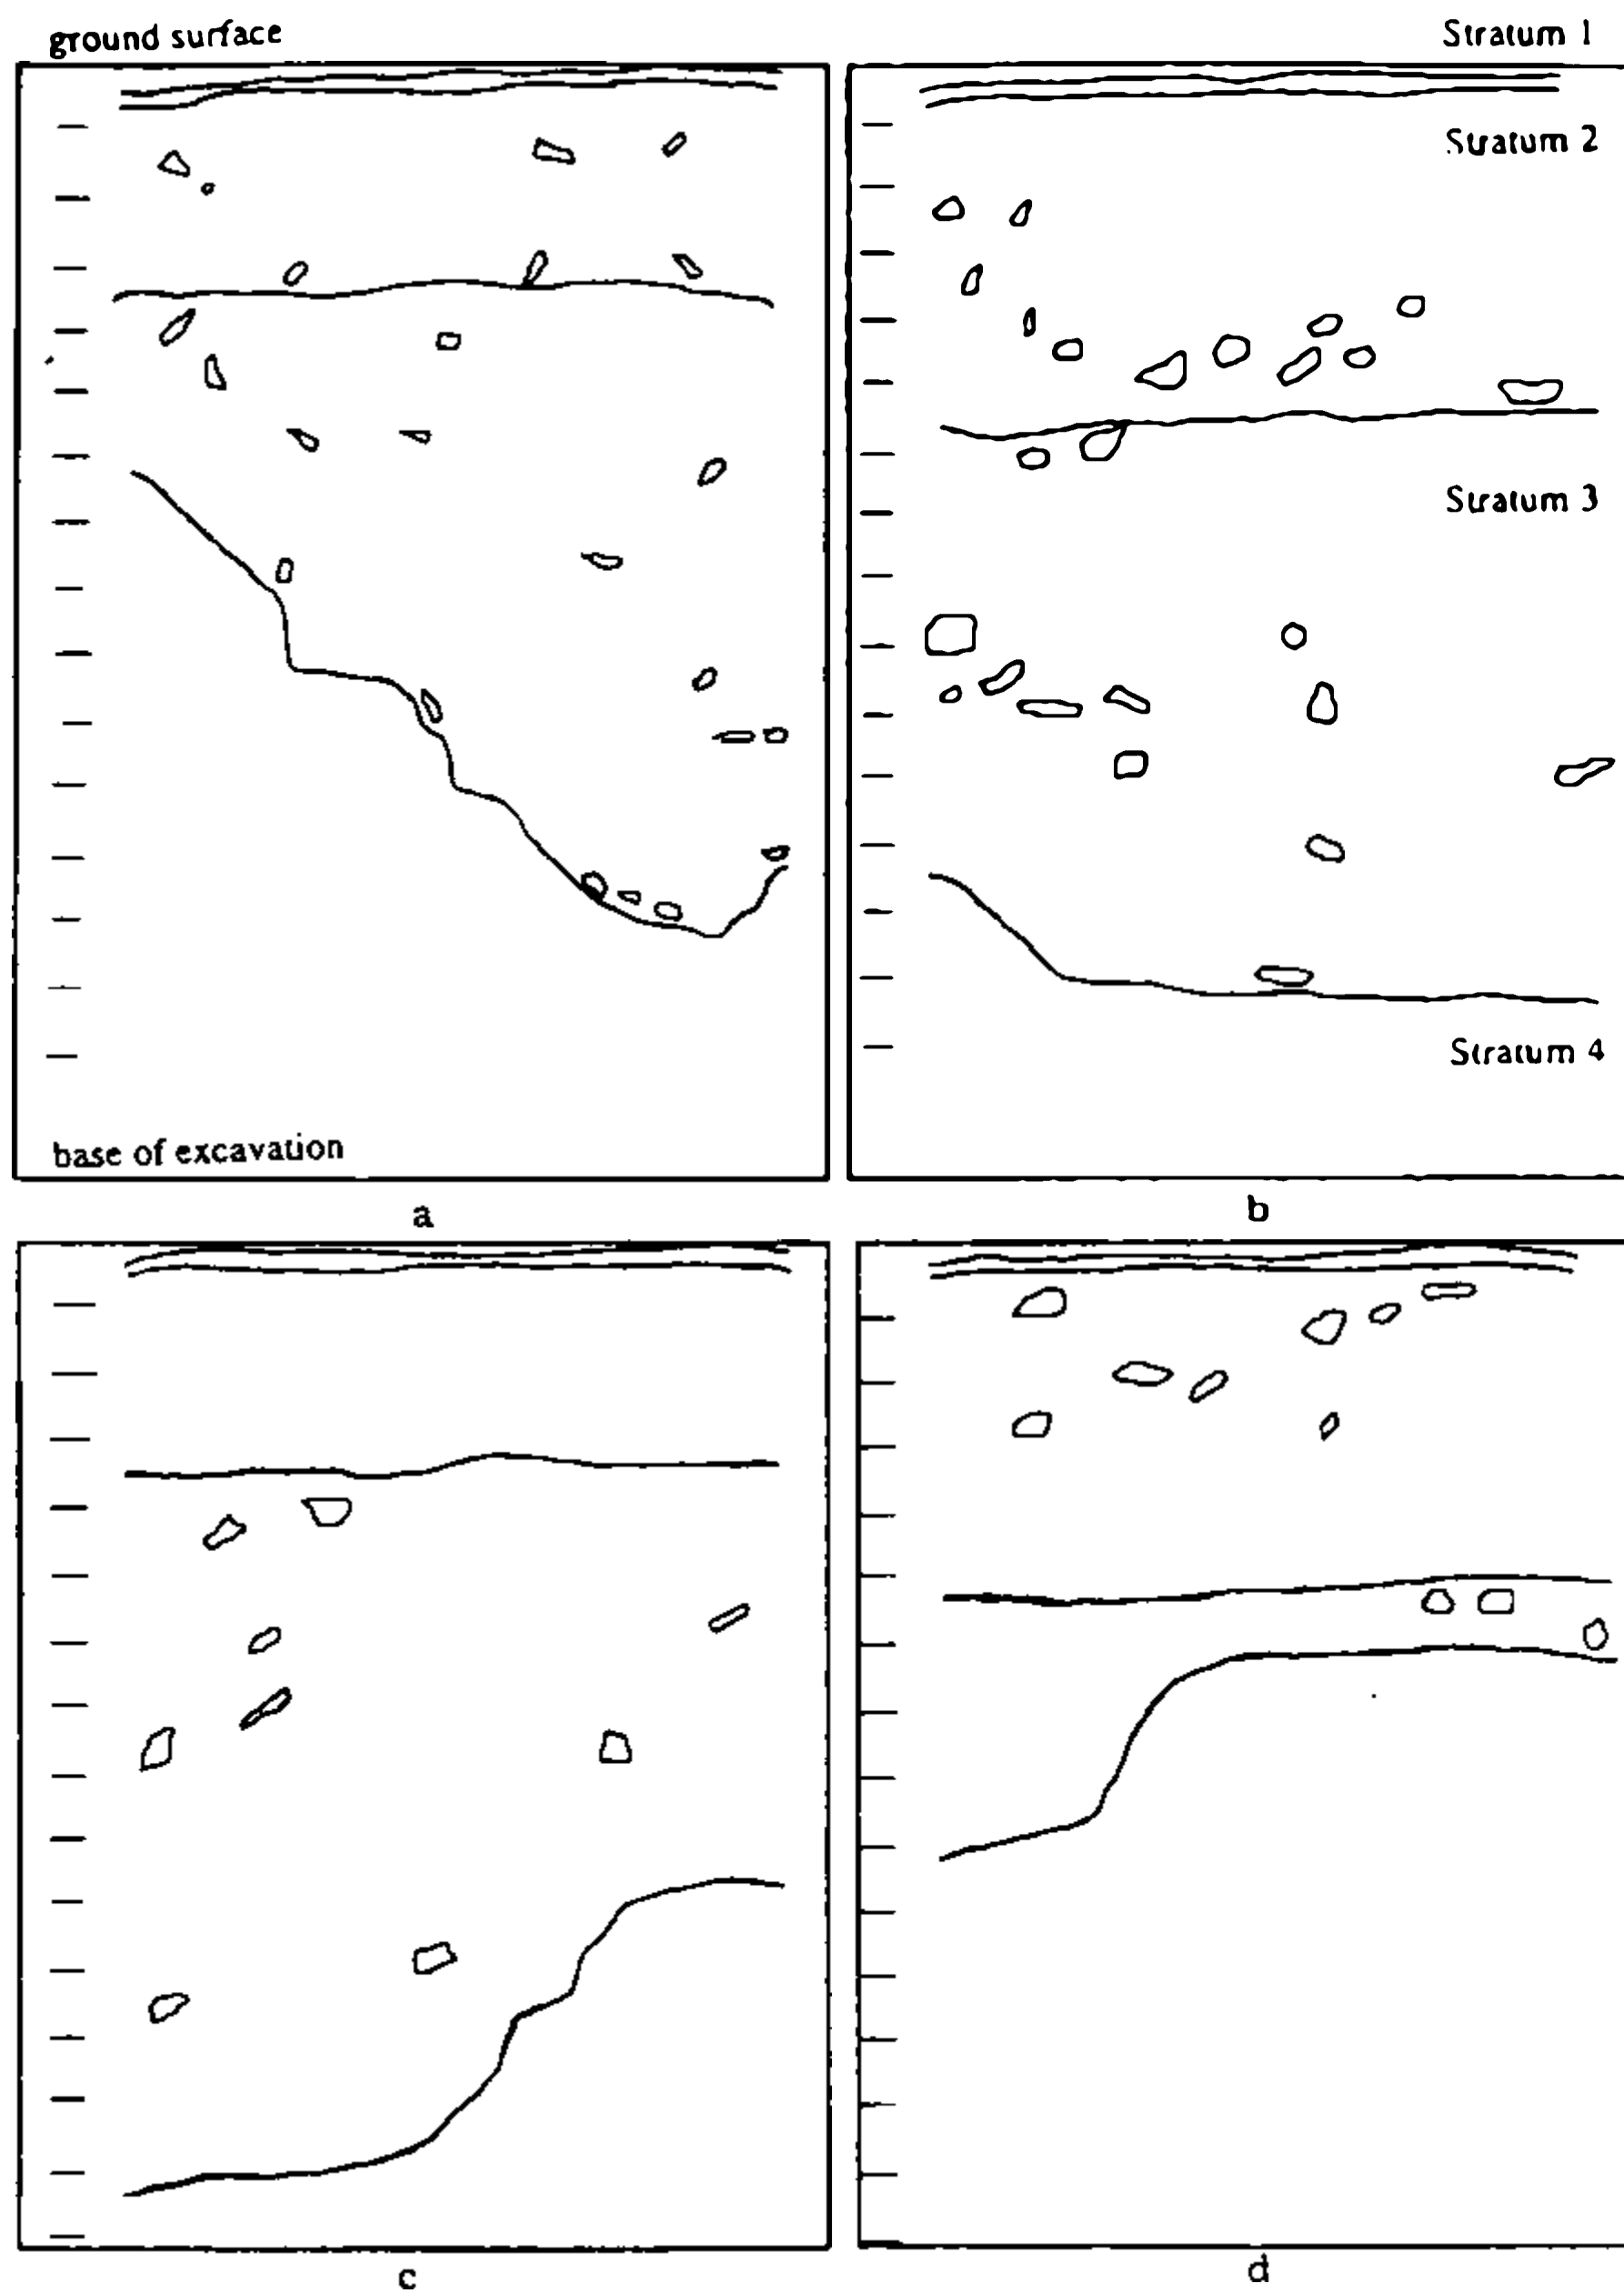 ground surface
Stratum 1
Stratum 2
Stratum 3
Stratum 4
base of excavation
a
b
c
d